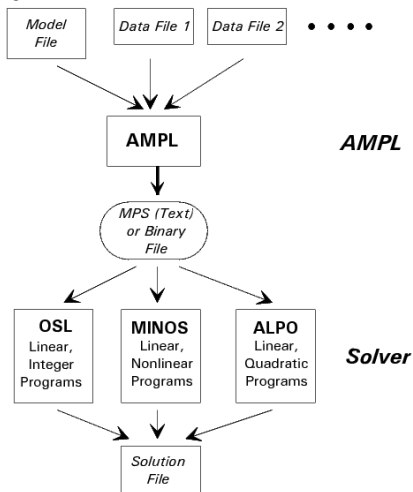 Model
File
Data File 1
Data File 2
AMPL
AMPL
MPS (Text)
or Binary
File
OSL
Linear,
Integer
Programs
MINOS
Linear,
Nonlinear
Programs
ALPO
Linear,
Quadratic
Programs
Solver
Solution
File